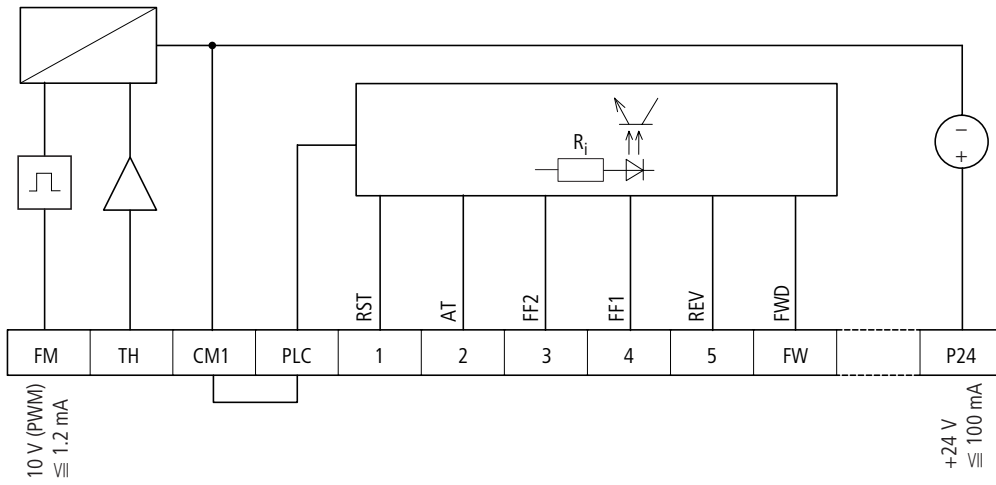 −
+
Ri
RST
AT
FF2
FF1
REV
FWD
FM
TH
CM1
PLC
1
2
3
4
5
FW
P24
10 V (PWM)
≦ 1.2 mA
+24 V
≦ 100 mA